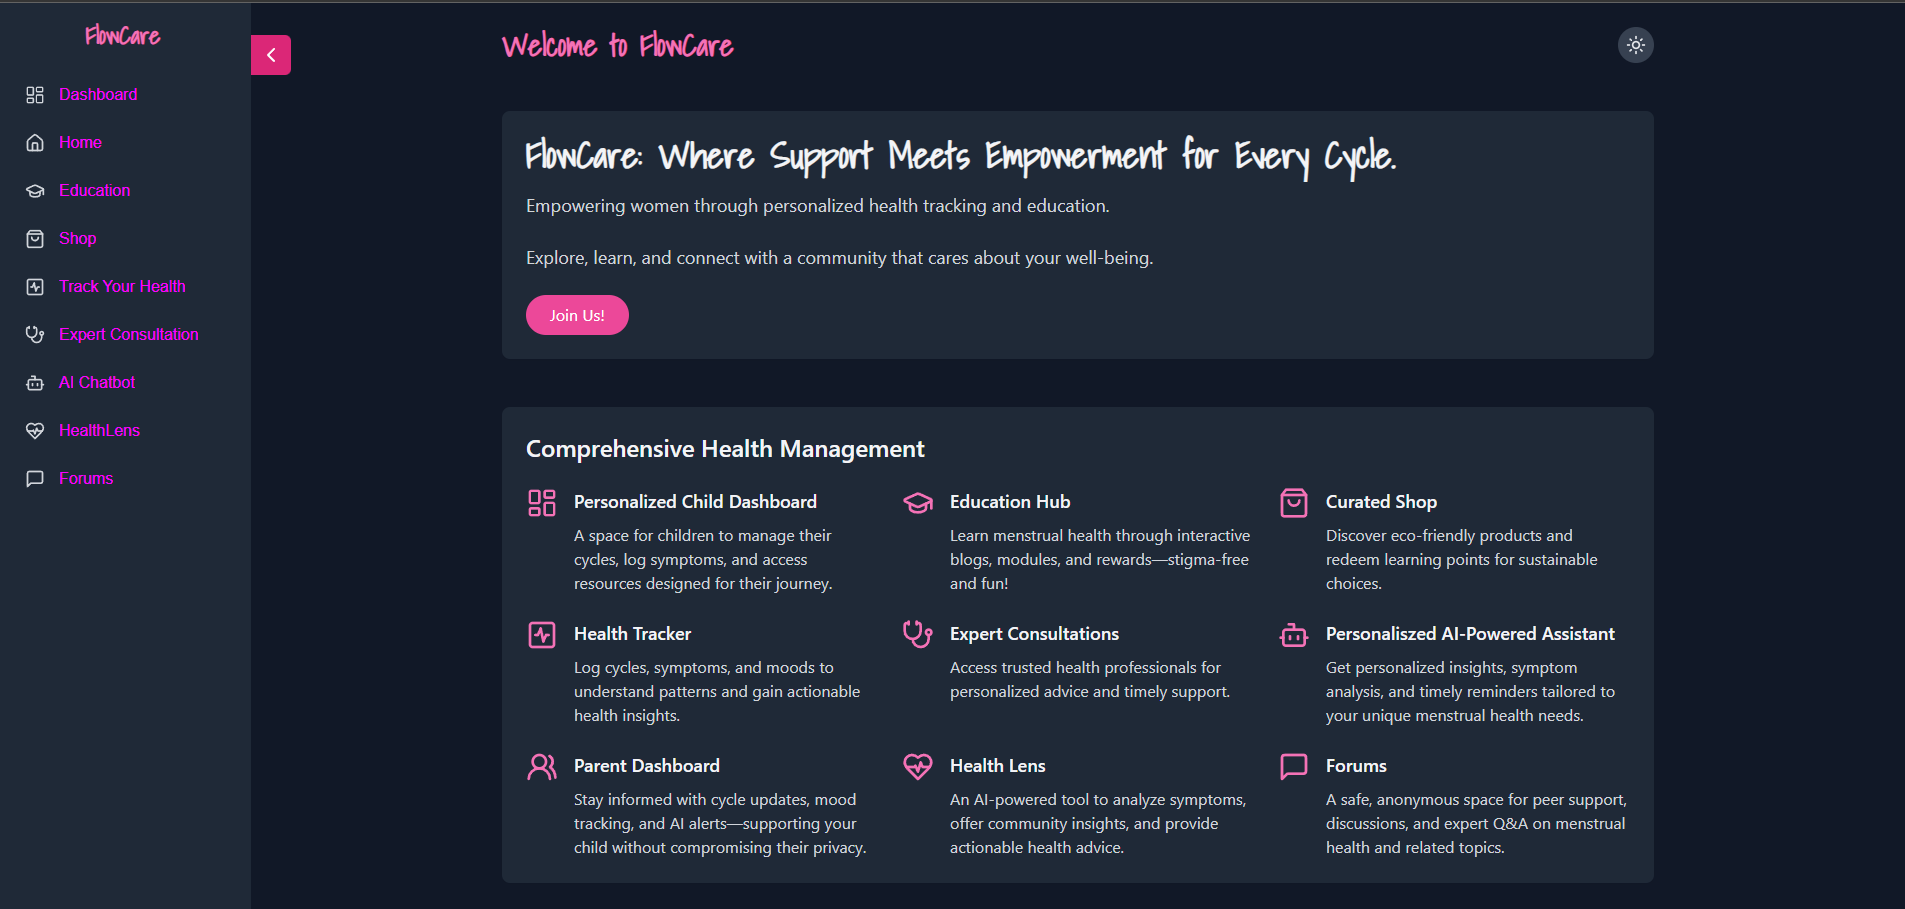 FlowCare
Dashboard
Home
Education
Shop
Track Your Health
Expert Consultation
AI Chatbot
HealthLens
Forums
Welcome to FlowCare
FlowCare: Where Support Meets Empowerment for Every Cycle.
Empowering women through personalized health tracking and education.
Explore, learn, and connect with a community that cares about your well-being.
Join Us!
Comprehensive Health Management
Personalized Child Dashboard
A space for children to manage their
cycles, log symptoms, and access
resources designed for their journey.
Education Hub
Learn menstrual health through interactive
blogs, modules, and rewards—stigma-free
and fun!
Curated Shop
Discover eco-friendly products and
redeem learning points for sustainable
choices.
Health Tracker
Log cycles, symptoms, and moods to
understand patterns and gain actionable
health insights.
Expert Consultations
Access trusted health professionals for
personalized advice and timely support.
Personaliszed AI-Powered Assistant
Get personalized insights, symptom
analysis, and timely reminders tailored to
your unique menstrual health needs.
Parent Dashboard
Stay informed with cycle updates, mood
tracking, and AI alerts—supporting your
child without compromising their privacy.
Health Lens
An AI-powered tool to analyze symptoms,
offer community insights, and provide
actionable health advice.
Forums
A safe, anonymous space for peer support,
discussions, and expert Q&A on menstrual
health and related topics.